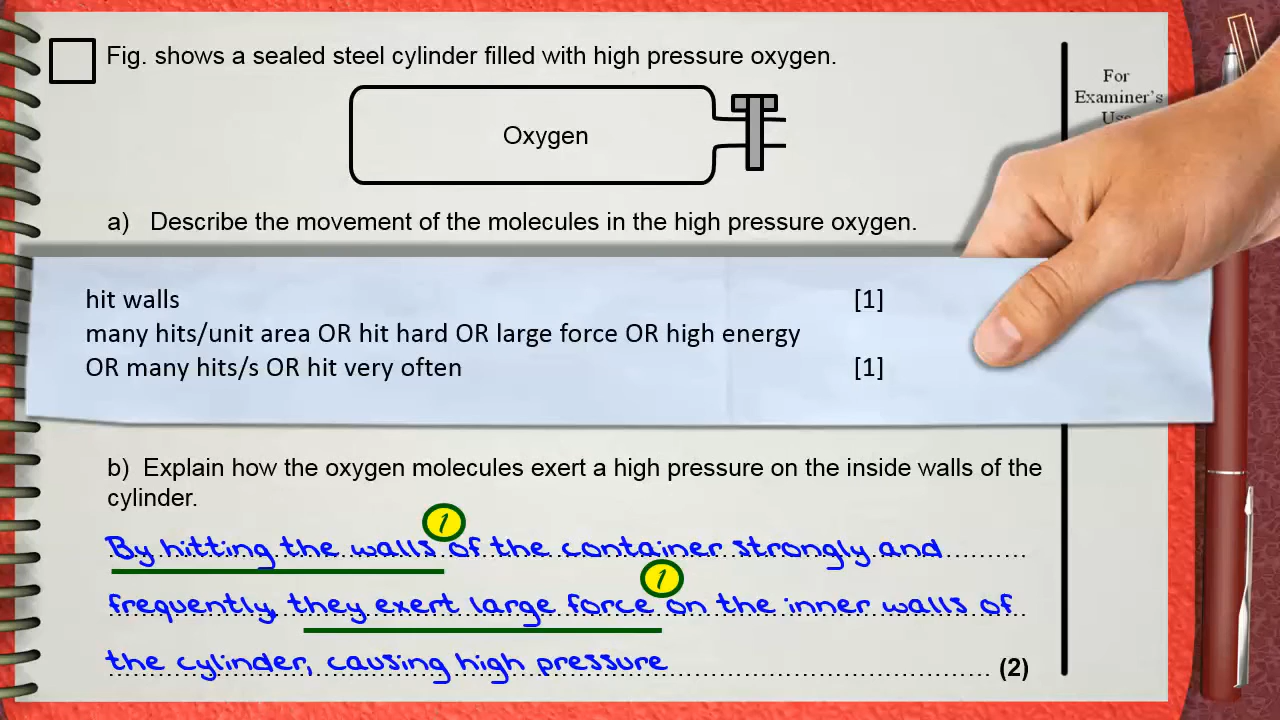 Fig. shows a sealed steel cylinder filled with high pressure oxygen.
For
Examiner's
Use
Oxygen
a) Describe the movement of the molecules in the high pressure oxygen.
hit walls [1]
many hits/unit area OR hit hard OR large force OR high energy
OR many hits/s OR hit very often [1]
b) Explain how the oxygen molecules exert a high pressure on the inside walls of the
cylinder.
1
By hitting the walls of the container strongly and
1
frequently, they exert large force on the inner walls of
the cylinder, causing high pressure (2)